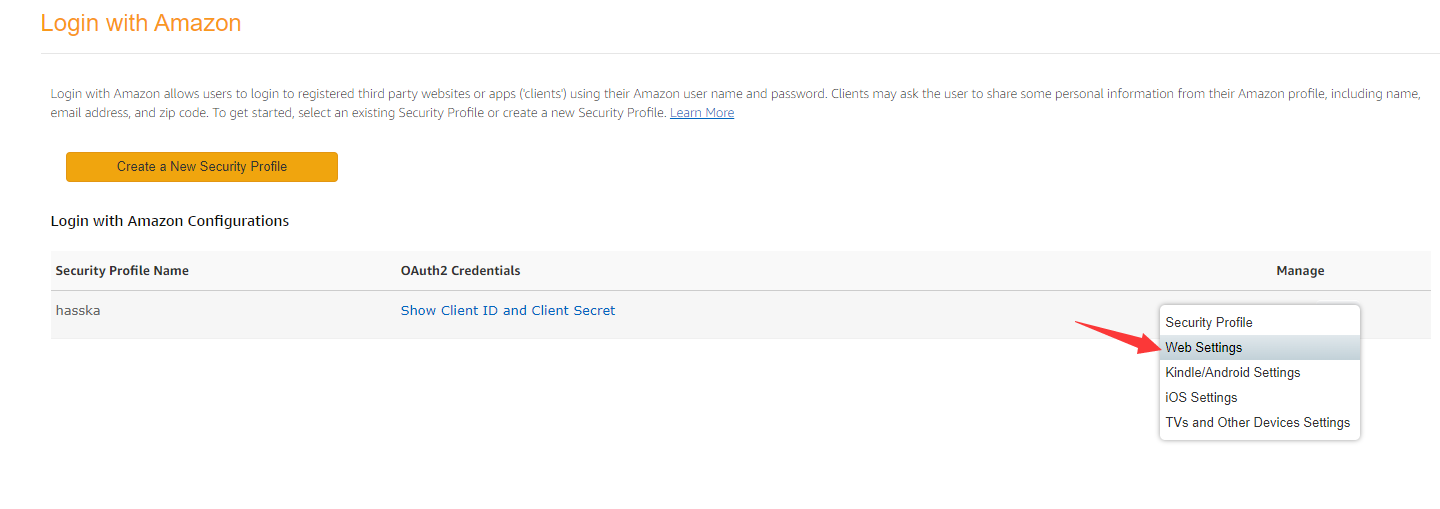 Login with Amazon
Login with Amazon allows users to login to registered third party websites or apps ('clients') using their Amazon user name and password. Clients may ask the user to share some personal information from their Amazon profile, including name,
email address, and zip code. To get started, select an existing Security Profile or create a new Security Profile. Learn More
Create a New Security Profile
Login with Amazon Configurations
Security Profile Name OAuth2 Credentials Manage
hasska Show Client ID and Client Secret
Security Profile
Web Settings
Kindle/Android Settings
iOS Settings
TVs and Other Devices Settings